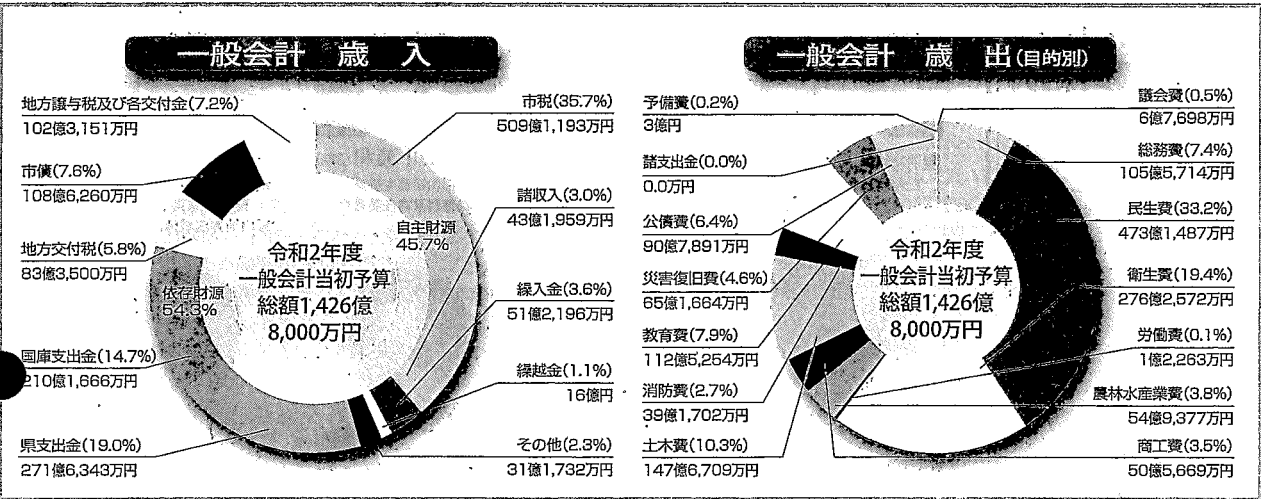 一般会計 歳 入
地方譲与税及び各交付金(7.2%)
102億3,151万円
市債(7.6%)
108億6,260万円
地方交付税(5.8%)
83億3,500万円
国庫支出金(14.7%)
210億1,666万円
県支出金(19.0%)
271億6,343万円
市税(35.7%)
509億1,193万円
諸収入(3.0%)
43億1,959万円
繰入金(3.6%)
51億2,196万円
繰越金(1.1%)
16億円
その他(2.3%)
31億1,732万円
自主財源
45.7%
依存財源
54.3%
令和2年度
一般会計当初予算
総額1,426億
8,000万円
一般会計 歳 出(目的別)
予備費(0.2%)
3億円
諸支出金(0.0%)
0.0万円
公債費(6.4%)
90億7,891万円
災害復旧費(4.6%)
65億1,664万円
教育費(7.9%)
112億5,254万円
消防費(2.7%)
39億1,702万円
土木費(10.3%)
147億6,709万円
議会費(0.5%)
6億7,698万円
総務費(7.4%)
105億5,714万円
民生費(33.2%)
473億1,487万円
衛生費(19.4%)
276億2,572万円
労働費(0.1%)
1億2,263万円
農林水産業費(3.8%)
54億9,377万円
商工費(3.5%)
50億5,669万円
令和2年度
一般会計当初予算
総額1,426億
8,000万円